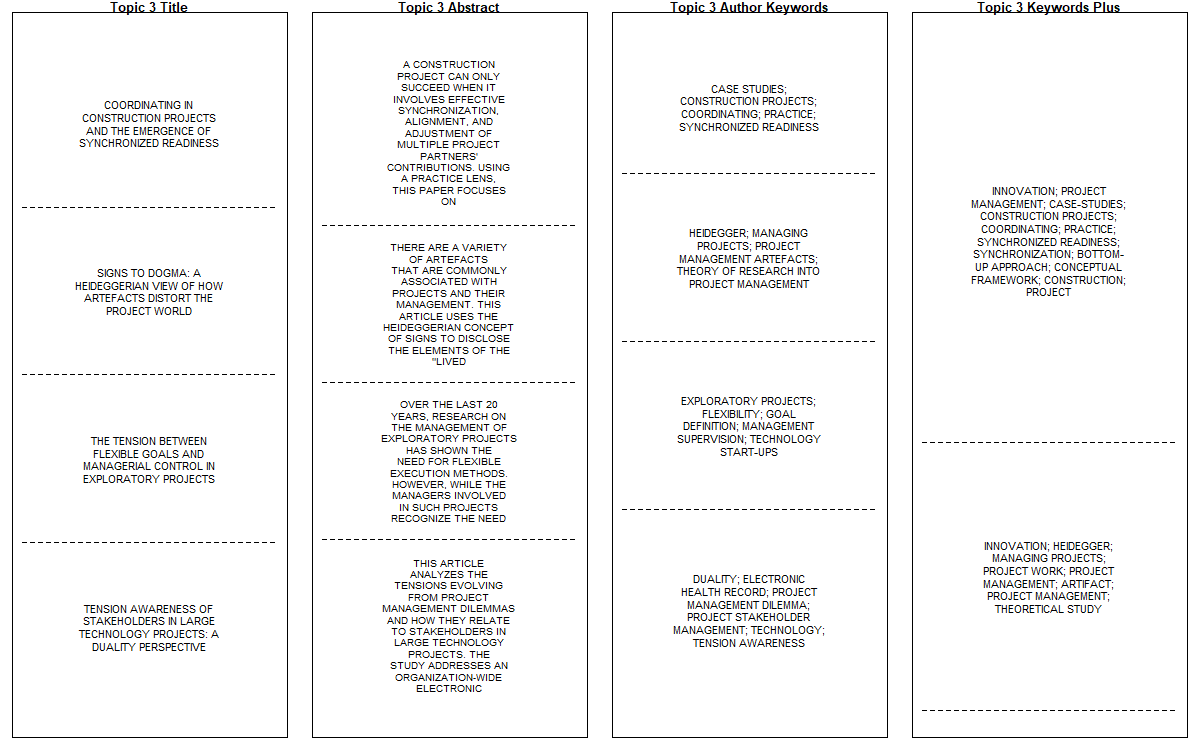 Topic 3 Title
COORDINATING IN
CONSTRUCTION PROJECTS
AND THE EMERGENCE OF
SYNCHRONIZED READINESS
SIGNS TO DOGMA: A
HEIDEGGERIAN VIEW OF HOW
ARTEFACTS DISTORT THE
PROJECT WORLD
THE TENSION BETWEEN
FLEXIBLE GOALS AND
MANAGERIAL CONTROL IN
EXPLORATORY PROJECTS
TENSION AWARENESS OF
STAKEHOLDERS IN LARGE
TECHNOLOGY PROJECTS: A
DUALITY PERSPECTIVE
Topic 3 Abstract
A CONSTRUCTION
PROJECT CAN ONLY
SUCCEED WHEN IT
INVOLVES EFFECTIVE
SYNCHRONIZATION,
ALIGNMENT, AND
ADJUSTMENT OF
MULTIPLE PROJECT
PARTNERS'
CONTRIBUTIONS. USING
A PRACTICE LENS,
THIS PAPER FOCUSES
ON
THERE ARE A VARIETY
OF ARTEFACTS
THAT ARE COMMONLY
ASSOCIATED WITH
PROJECTS AND THEIR
MANAGEMENT. THIS
ARTICLE USES THE
HEIDEGGERIAN CONCEPT
OF SIGNS TO DISCLOSE
THE ELEMENTS OF THE
"LIVED
OVER THE LAST 20
YEARS, RESEARCH ON
THE MANAGEMENT OF
EXPLORATORY PROJECTS
HAS SHOWN THE
NEED FOR FLEXIBLE
EXECUTION METHODS.
HOWEVER, WHILE THE
MANAGERS INVOLVED
IN SUCH PROJECTS
RECOGNIZE THE NEED
THIS ARTICLE
ANALYZES THE
TENSIONS EVOLVING
FROM PROJECT
MANAGEMENT DILEMMAS
AND HOW THEY RELATE
TO STAKEHOLDERS IN
LARGE TECHNOLOGY
PROJECTS. THE
STUDY ADDRESSES AN
ORGANIZATION-WIDE
ELECTRONIC
Topic 3 Author Keywords
CASE STUDIES;
CONSTRUCTION PROJECTS;
COORDINATING; PRACTICE;
SYNCHRONIZED READINESS
HEIDEGGER; MANAGING
PROJECTS; PROJECT
MANAGEMENT ARTEFACTS;
THEORY OF RESEARCH INTO
PROJECT MANAGEMENT
EXPLORATORY PROJECTS;
FLEXIBILITY; GOAL
DEFINITION; MANAGEMENT
SUPERVISION; TECHNOLOGY
START-UPS
DUALITY; ELECTRONIC
HEALTH RECORD; PROJECT
MANAGEMENT DILEMMA;
PROJECT STAKEHOLDER
MANAGEMENT; TECHNOLOGY;
TENSION AWARENESS
Topic 3 Keywords Plus
INNOVATION; PROJECT
MANAGEMENT; CASE-STUDIES;
CONSTRUCTION PROJECTS;
COORDINATING; PRACTICE;
SYNCHRONIZED READINESS;
SYNCHRONIZATION; BOTTOM-
UP APPROACH; CONCEPTUAL
FRAMEWORK; CONSTRUCTION;
PROJECT
INNOVATION; HEIDEGGER;
MANAGING PROJECTS;
PROJECT WORK; PROJECT
MANAGEMENT; ARTIFACT;
PROJECT MANAGEMENT;
THEORETICAL STUDY